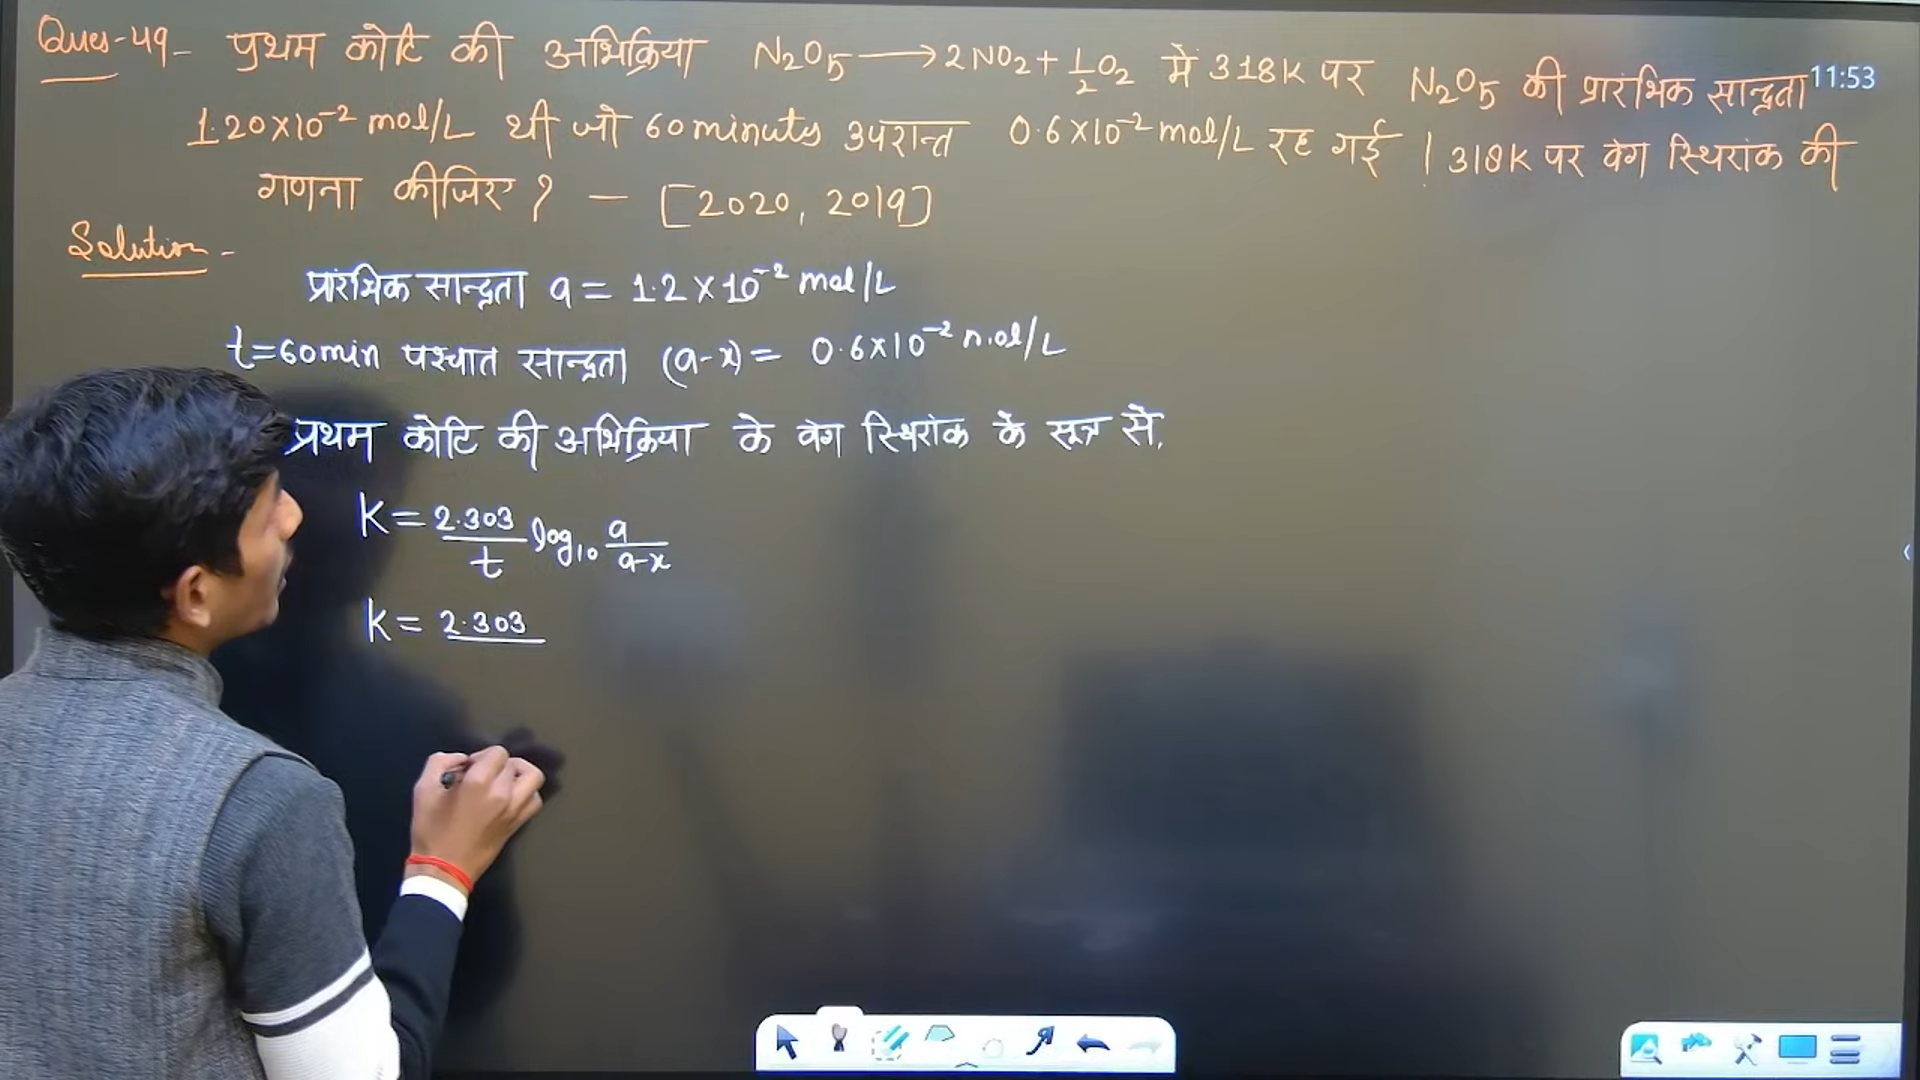 Ques-49- प्रथम कोटि की अभिक्रिया N₂O₅ ⟶ 2NO₂ + 1/2 O₂ में 318K पर N₂O₅ की प्रारंभिक सान्द्रता
11:53
1.20×10⁻² mol/L थी जो 60 minuts उपरान्त 0.6×10⁻² mol/L रह गई । 318K पर वेग स्थिरांक की
गणना कीजिए ? — [2020, 2019]
Solution -
प्रारंभिक सान्द्रता a = 1.2 × 10⁻² mol/L
t=60min पश्चात सान्द्रता (a-x) = 0.6×10⁻² mol/L
प्रथम कोटि की अभिक्रिया के वेग स्थिरांक के सूत्र से,
K = 2.303/t log₁₀ a/a-x
K = 2.303